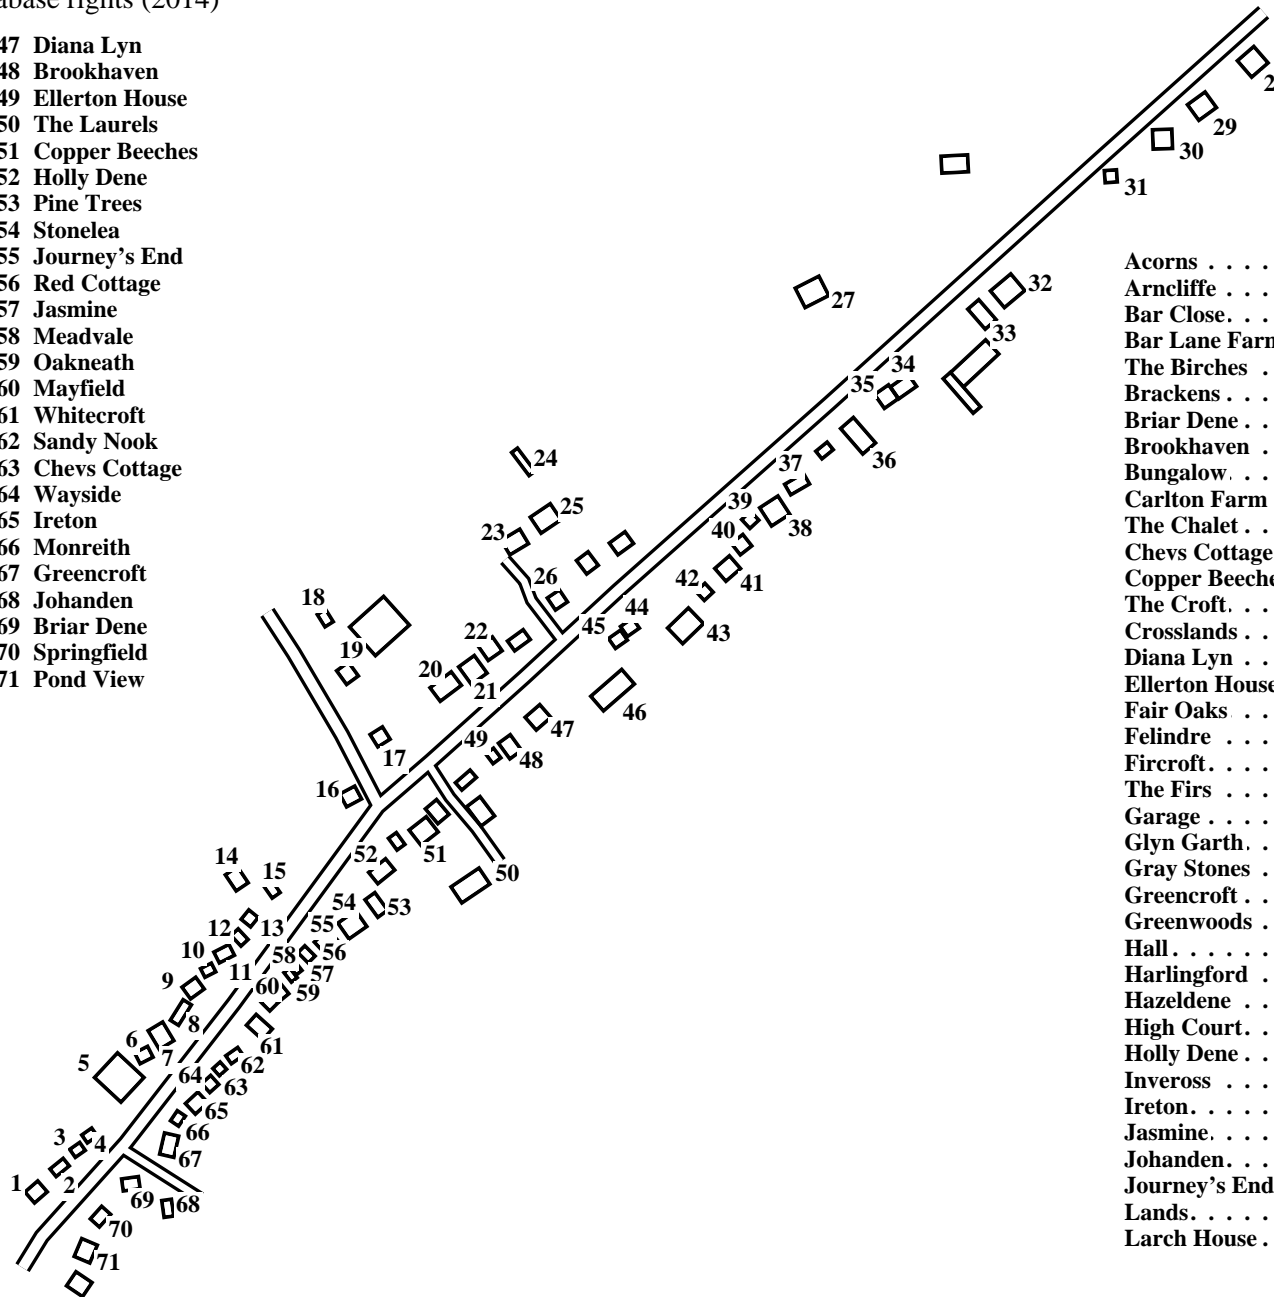 abase rights (2014)
47 Diana Lyn
48 Brookhaven
49 Ellerton House
50 The Laurels
51 Copper Beeches
52 Holly Dene
53 Pine Trees
54 Stonelea
55 Journey's End
56 Red Cottage
57 Jasmine
58 Meadvale
59 Oakneath
60 Mayfield
61 Whitecroft
62 Sandy Nook
63 Chevs Cottage
64 Wayside
65 Ireton
66 Monreith
67 Greencroft
68 Johanden
69 Briar Dene
70 Springfield
71 Pond View
2
29
30
31
32
27
33
34
35
36
24
37
25
39
38
23
40
26
42
41
18
44
45
43
22
19
20
21
46
47
49
17
48
16
52
51
14
15
50
54
53
12
13
55
10
58
56
11
57
9
60
59
8
6
61
7
5
62
64
63
65
66
3
4
67
1
2
69
68
70
71
Acorns . . . .
Arncliffe . . .
Bar Close. . .
Bar Lane Farm
The Birches .
Brackens . . .
Briar Dene . .
Brookhaven .
Bungalow. . .
Carlton Farm
The Chalet . .
Chevs Cottage
Copper Beeche
The Croft. . .
Crosslands . .
Diana Lyn . .
Ellerton House
Fair Oaks . . .
Felindre . . .
Fircroft. . . .
The Firs . . .
Garage . . . .
Glyn Garth. .
Gray Stones .
Greencroft . .
Greenwoods .
Hall . . . . . .
Harlingford .
Hazeldene . .
High Court. .
Holly Dene . .
Inveross . . .
Ireton. . . . .
Jasmine. . . .
Johanden. . .
Journey's End
Lands. . . . .
Larch House .